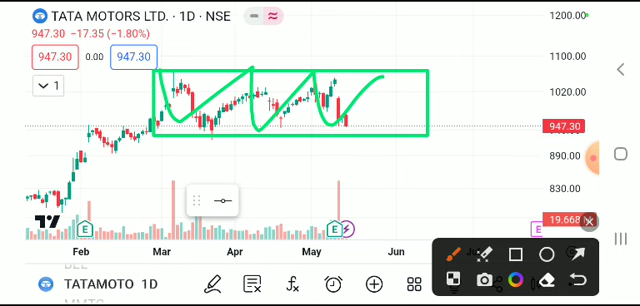 TATA MOTORS LTD. · 1D · NSE
947.30 −17.35 (−1.80%)
947.30 0.00 947.30
1
1200.00
1100.00
1020.00
947.30
890.00
830.00
19.668
E E E
Feb Mar Apr May Jun
TATAMOTO 1D